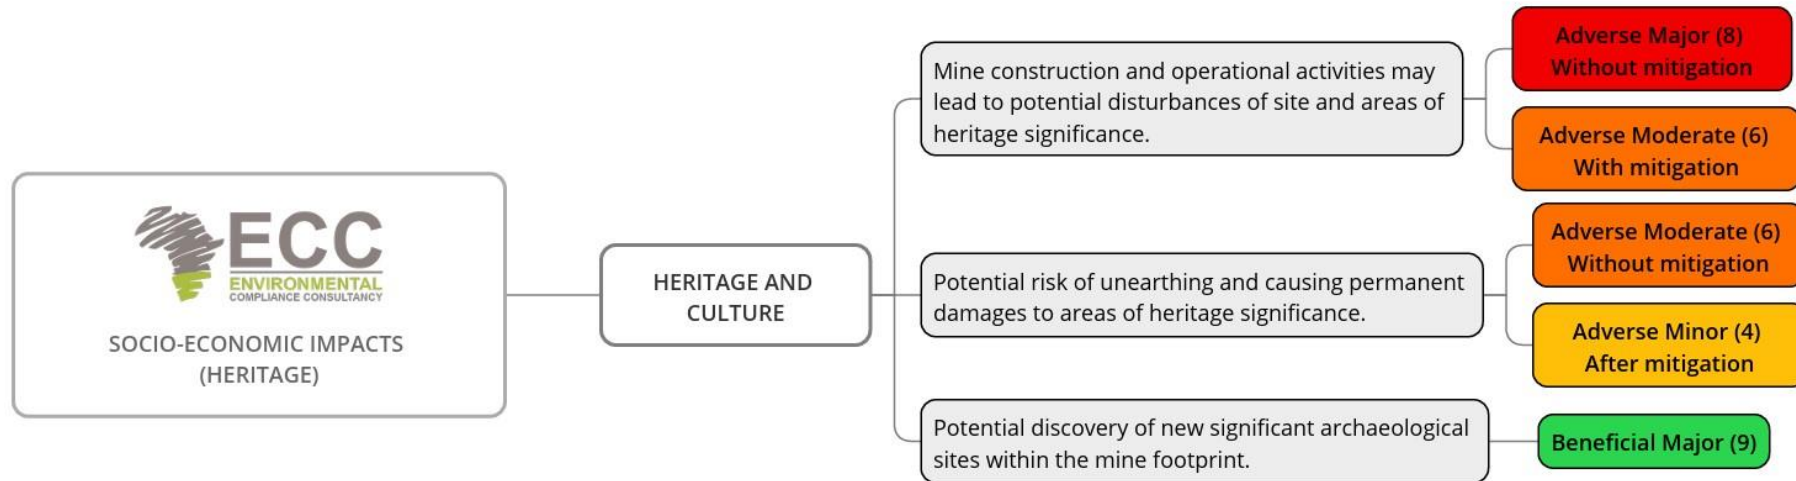 ECC
ENVIRONMENTAL
COMPLIANCE CONSULTANCY
SOCIO-ECONOMIC IMPACTS
(HERITAGE)
HERITAGE AND
CULTURE
Mine construction and operational activities may
lead to potential disturbances of site and areas of
heritage significance.
Adverse Major (8)
Without mitigation
Adverse Moderate (6)
With mitigation
Potential risk of unearthing and causing permanent
damages to areas of heritage significance.
Adverse Moderate (6)
Without mitigation
Adverse Minor (4)
After mitigation
Potential discovery of new significant archaeological
sites within the mine footprint.
Beneficial Major (9)